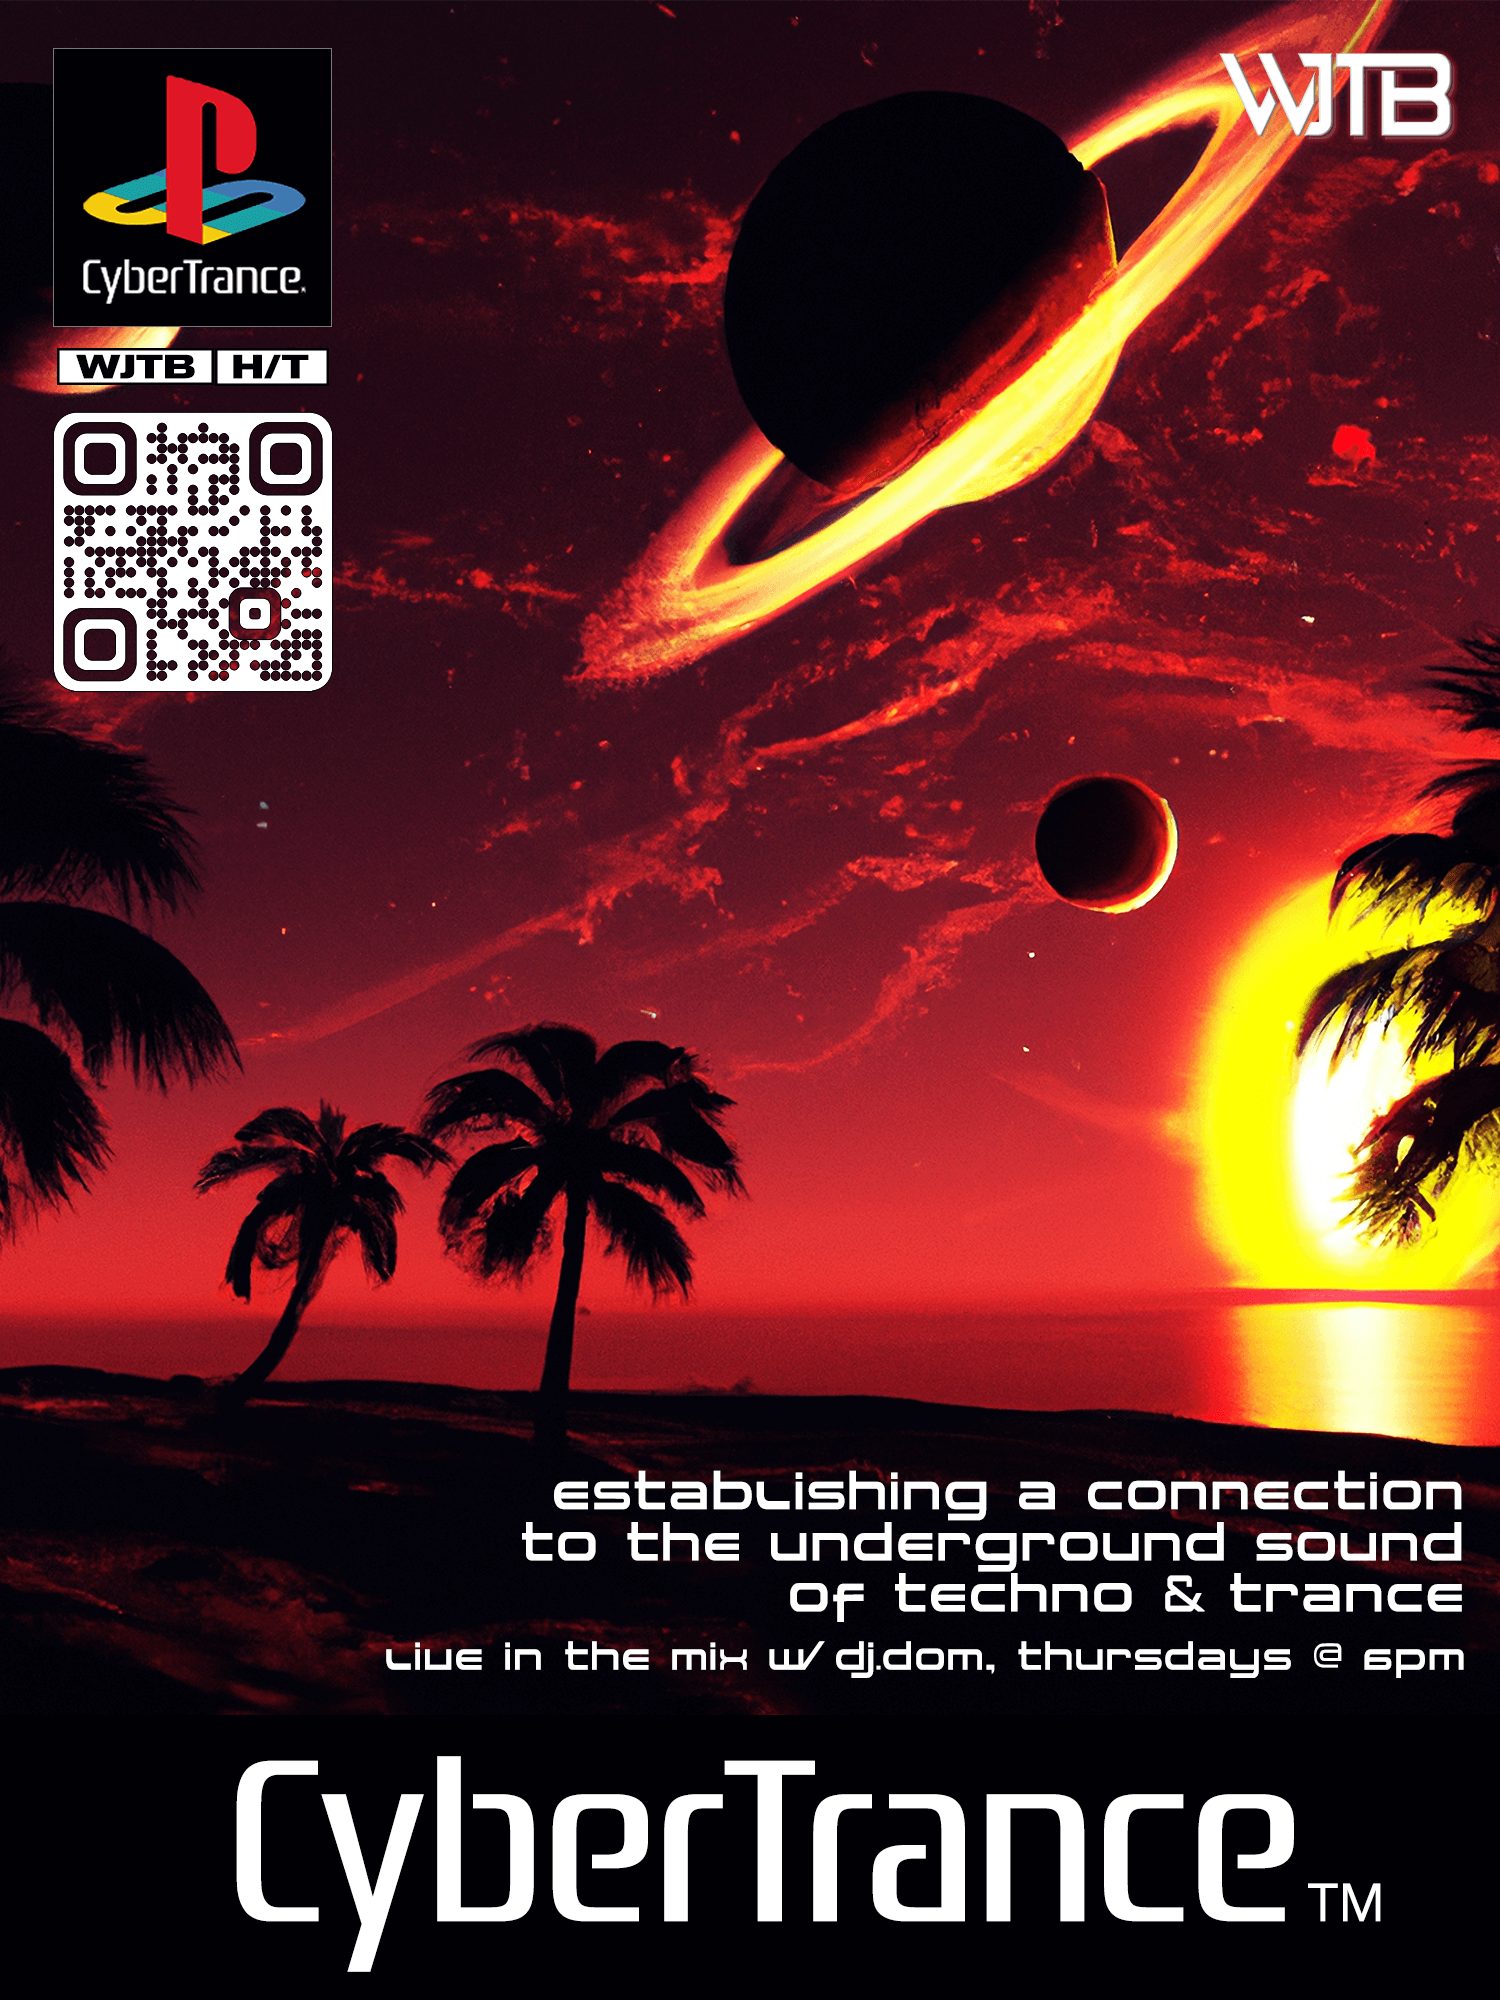 CyberTrance
WJTB
WJTB H/T
establishing a connection
to the underground sound
of techno & trance
live in the mix w/ dj.dom, thursdays @ 6pm
CyberTrance TM